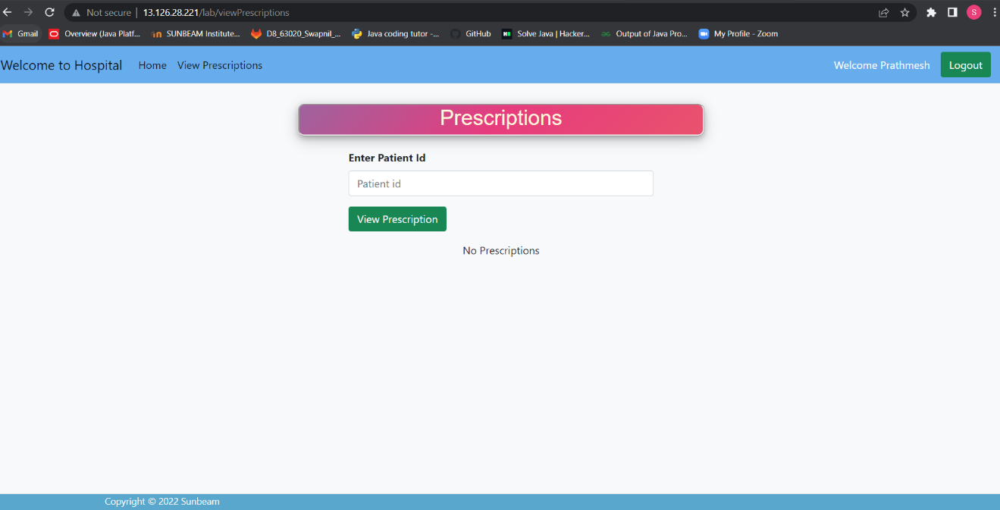 Not secure | 13.126.28.221/lab/viewPrescriptions
S
Gmail Overview (Java Platf... SUNBEAM Institute... D8_63020_Swapnil_... Java coding tutor -... GitHub Solve Java | Hacker... Output of Java Pro... My Profile - Zoom
Welcome to Hospital Home View Prescriptions Welcome Prathmesh Logout
Prescriptions
Enter Patient Id
Patient id
View Prescription
No Prescriptions
Copyright © 2022 Sunbeam